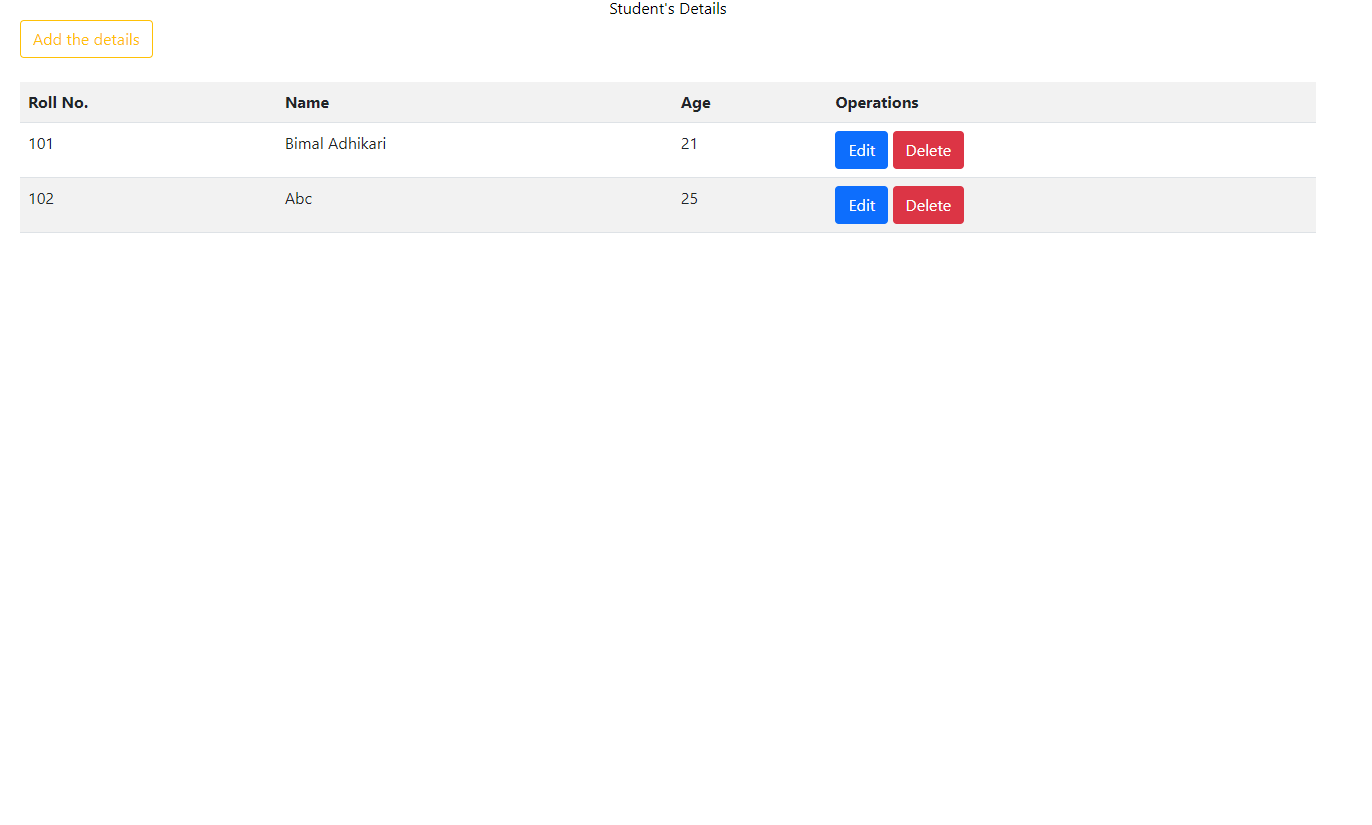 Student's Details
Add the details
Roll No. Name Age Operations
101 Bimal Adhikari 21 Edit Delete
102 Abc 25 Edit Delete